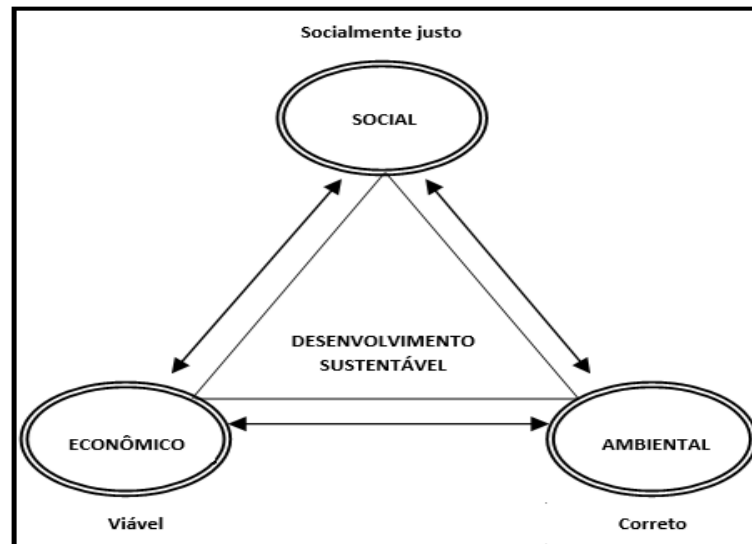 Socialmente justo
SOCIAL
DESENVOLVIMENTO
SUSTENTÁVEL
ECONÔMICO
AMBIENTAL
Viável
Correto